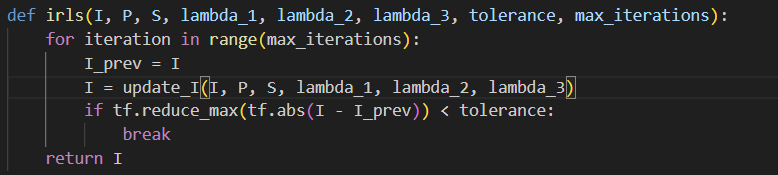 def irls(I, P, S, lambda_1, lambda_2, lambda_3, tolerance, max_iterations):
    for iteration in range(max_iterations):
        I_prev = I
        I = update_I(I, P, S, lambda_1, lambda_2, lambda_3)
        if tf.reduce_max(tf.abs(I - I_prev)) < tolerance:
            break
    return I